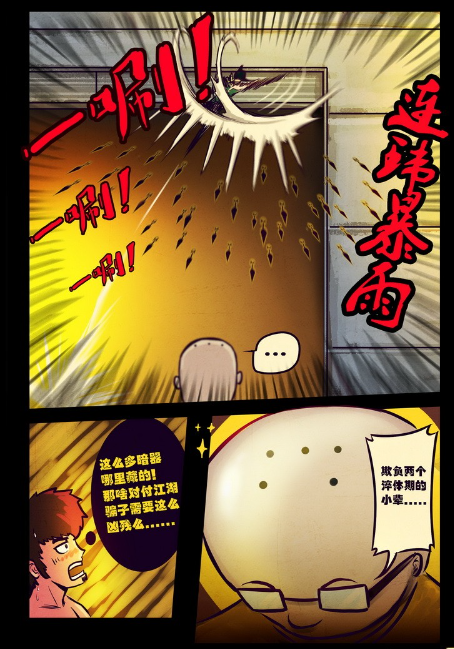 一唰!
一唰!
一唰!
连珠暴雨
...
这么多暗器
哪里藏的!
那啥对付江湖
骗子需要这么
凶残么......
欺负两个
淬体期的
小辈.....